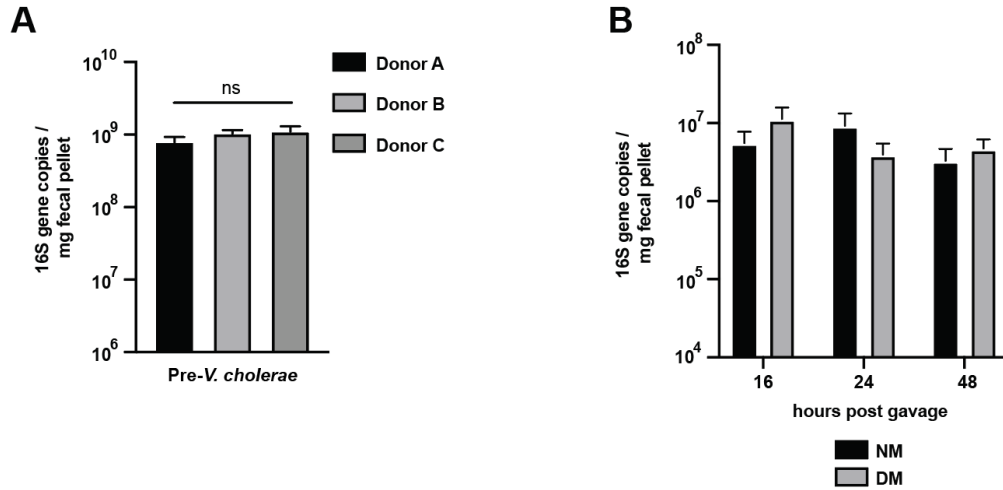 A
16S gene copies /
mg fecal pellet
10^10
10^9
10^8
10^7
10^6
ns
Pre-V. cholerae
Donor A
Donor B
Donor C
B
16S gene copies /
mg fecal pellet
10^8
10^7
10^6
10^5
10^4
16 24 48
hours post gavage
NM
DM